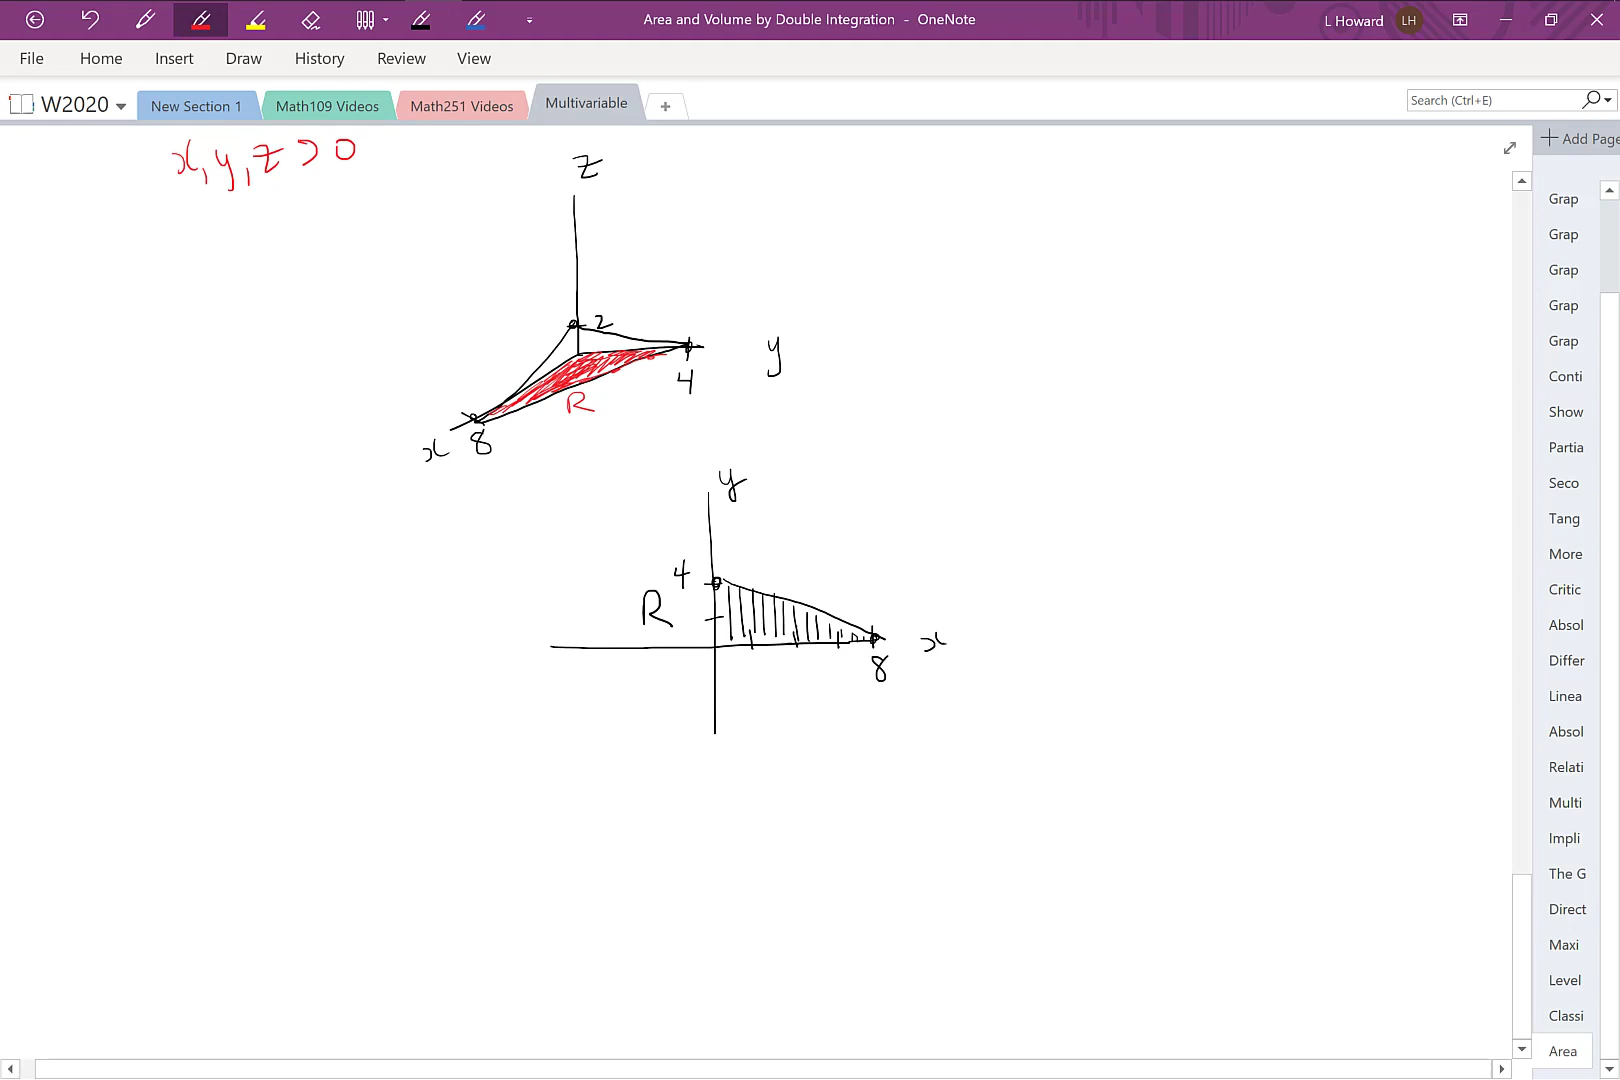 Area and Volume by Double Integration - OneNote
L Howard LH
File Home Insert Draw History Review View
W2020 New Section 1 Math109 Videos Math251 Videos Multivariable +
Search (Ctrl+E)
Add Page
x, y, z > 0
z
2
y
4
R
x 8
y
4
R
x
8
Grap
Grap
Grap
Grap
Grap
Conti
Show
Partia
Seco
Tang
More
Critic
Absol
Differ
Linea
Absol
Relati
Multi
Impli
The G
Direct
Maxi
Level
Classi
Area